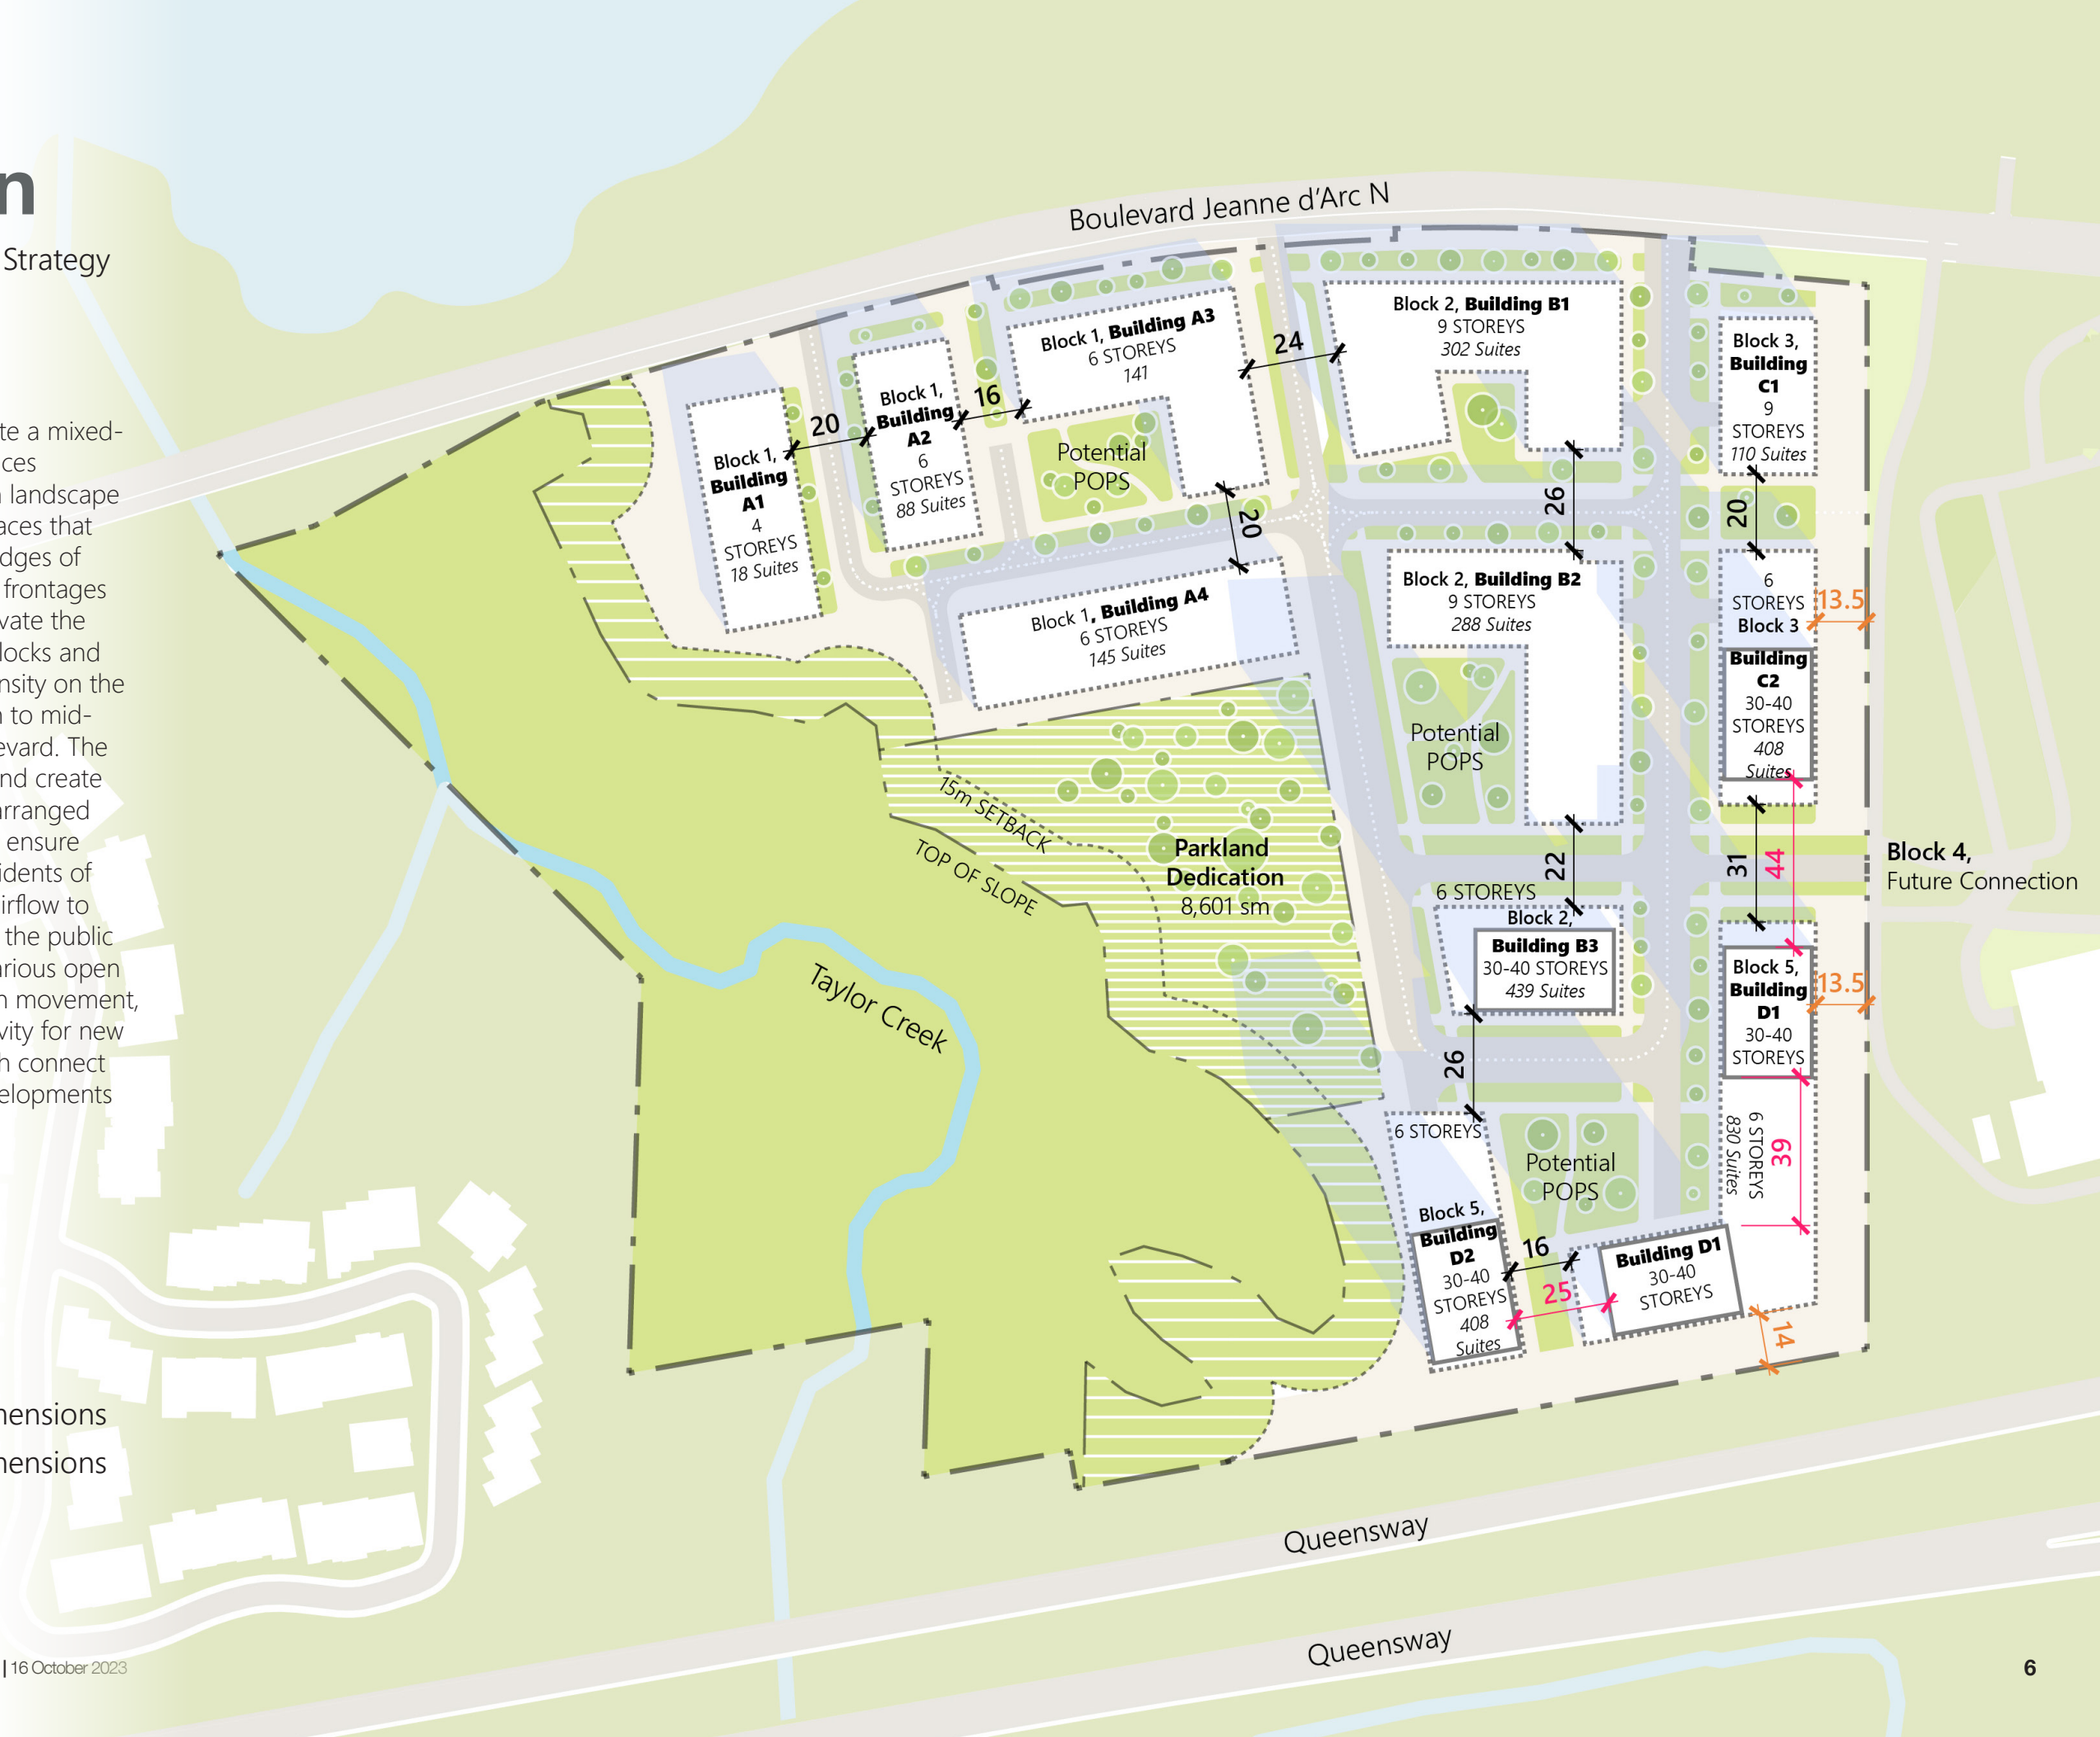 n
Strategy
te a mixed-
ces
landscape
aces that
dges of
frontages
vate the
locks and
nsity on the
to mid-
evard. The
nd create
arranged
ensure
idents of
irflow to
the public
arious open
movement,
vity for new
connect
elopments
mensions
mensions
| 16 October 2023
Boulevard Jeanne d'Arc N
Block 1,
Building
A1
4
STOREYS
18 Suites
20
Block 1,
Building
A2
6
STOREYS
88 Suites
16
Block 1, Building A3
6 STOREYS
141
Potential
POPS
24
20
Block 1, Building A4
6 STOREYS
145 Suites
Block 2, Building B1
9 STOREYS
302 Suites
26
Block 2, Building B2
9 STOREYS
288 Suites
Potential
POPS
22
6 STOREYS
Block 2,
Building B3
30-40 STOREYS
439 Suites
26
Block 3,
Building
C1
9
STOREYS
110 Suites
20
6
STOREYS
Block 3
13.5
Building
C2
30-40
STOREYS
408
Suites
31
44
Block 4,
Future Connection
Block 5,
Building
D1
30-40
STOREYS
13.5
6 STOREYS
830 Suites
39
6 STOREYS
Potential
POPS
Block 5,
Building
D2
30-40
STOREYS
408
Suites
16
25
Building D1
30-40
STOREYS
14
15m SETBACK
TOP OF SLOPE
Parkland
Dedication
8,601 sm
Taylor Creek
Queensway
Queensway
6